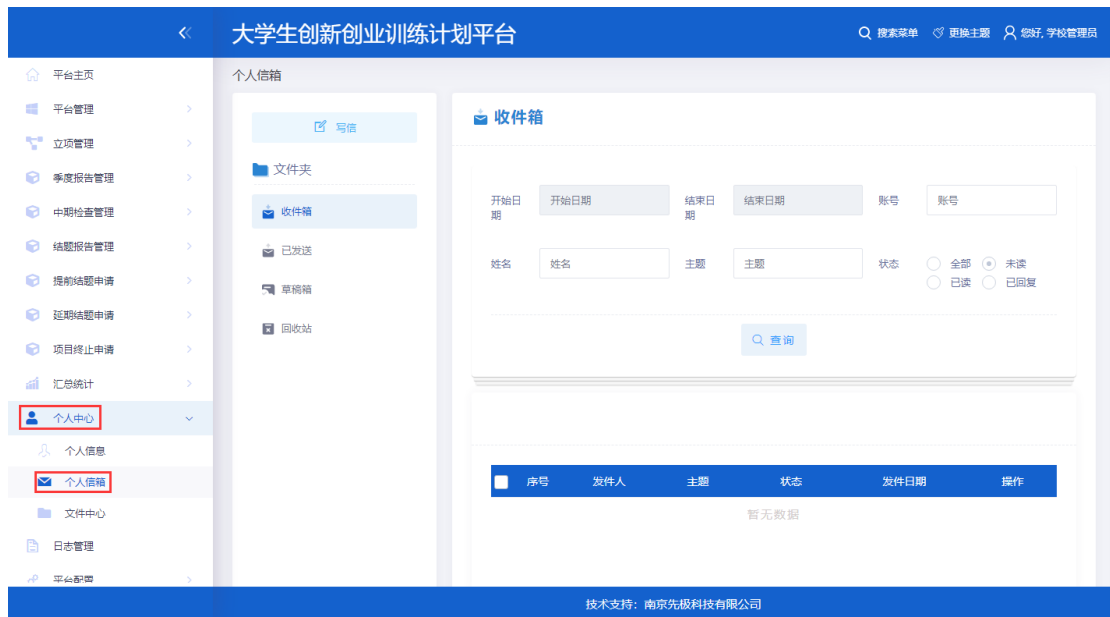 大学生创新创业训练计划平台
搜索菜单 更换主题 您好, 学校管理员
平台主页
平台管理
立项管理
季度报告管理
中期检查管理
结题报告管理
提前结题申请
延期结题申请
项目终止申请
汇总统计
个人中心
个人信息
个人信箱
文件中心
日志管理
平台配置
个人信箱
写信
文件夹
收件箱
已发送
草稿箱
回收站
收件箱
开始日期 开始日期 结束日期 结束日期 账号 账号
姓名 姓名 主题 主题 状态 全部 未读
已读 已回复
查询
序号 发件人 主题 状态 发件日期 操作
暂无数据
技术支持：南京先极科技有限公司